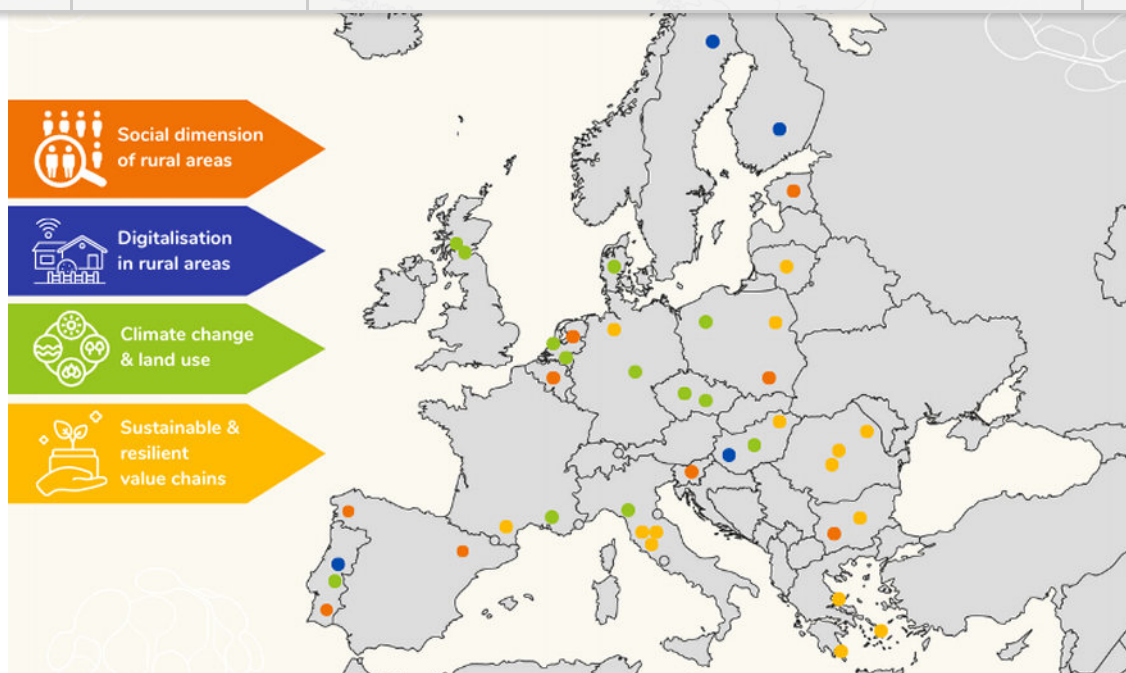 Social dimension
of rural areas
Digitalisation
in rural areas
Climate change
& land use
Sustainable &
resilient
value chains